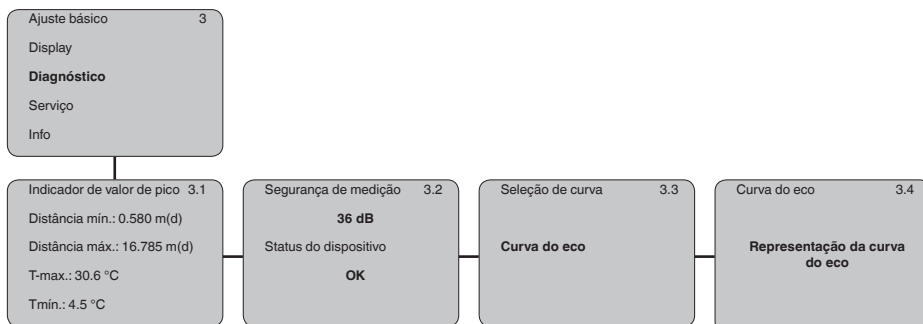 Ajuste básico 3
Display
Diagnóstico
Serviço
Info
Indicador de valor de pico 3.1
Distância mín.: 0.580 m(d)
Distância máx.: 16.785 m(d)
T-max.: 30.6 °C
Tmín.: 4.5 °C
Segurança de medição 3.2
36 dB
Status do dispositivo
OK
Seleção de curva 3.3
Curva do eco
Curva do eco 3.4
Representação da curva
do eco